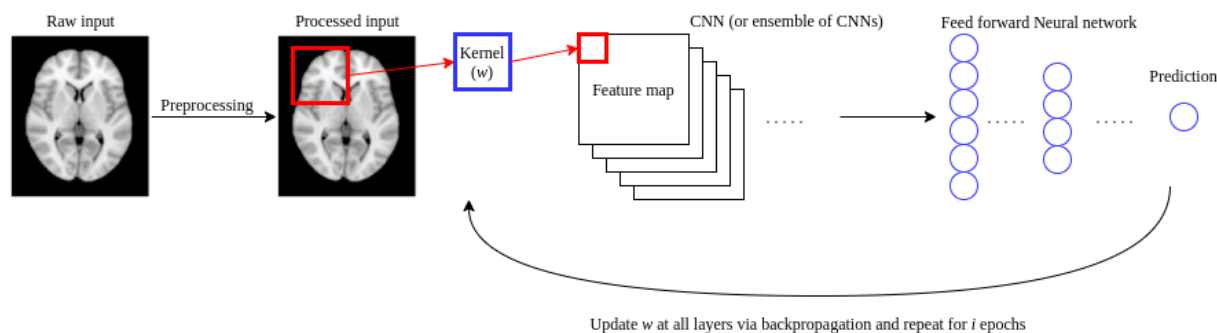 Raw input
Processed input
CNN (or ensemble of CNNs)
Feed forward Neural network
Preprocessing
Kernel
(w)
Feature map
.....
.....
.....
Prediction
Update w at all layers via backpropagation and repeat for i epochs